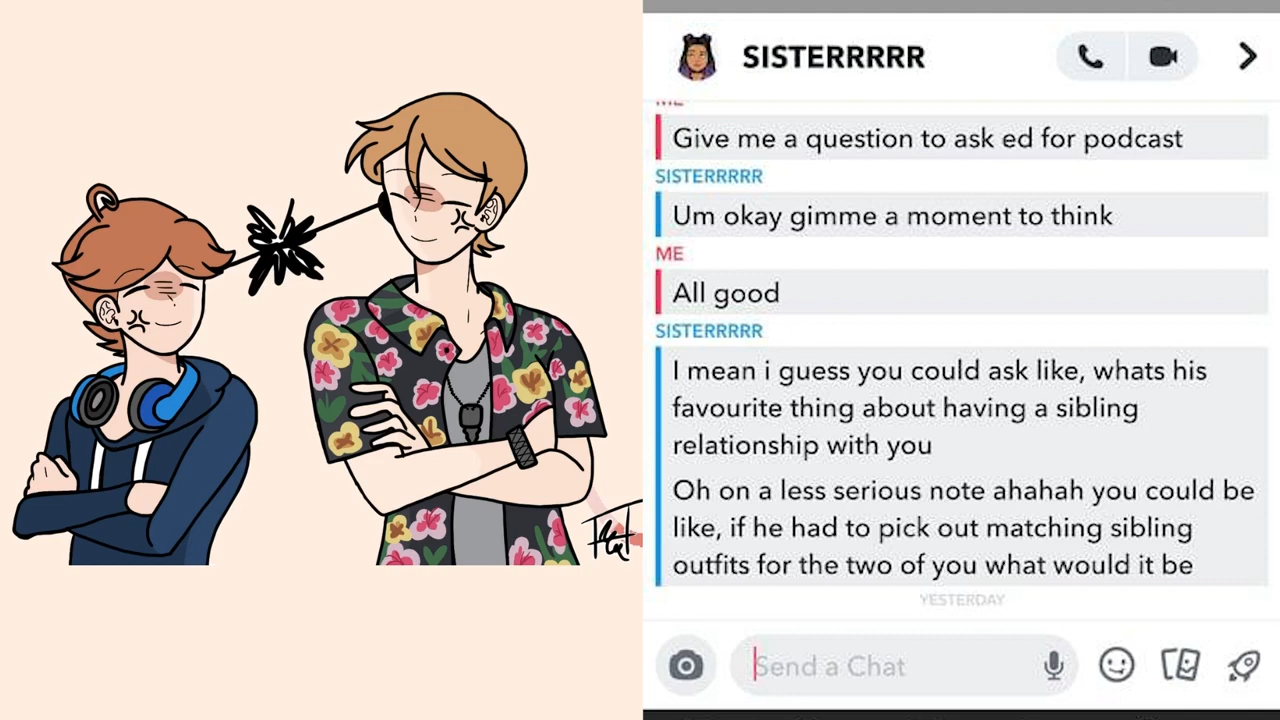 SISTERRRRR
ME
Give me a question to ask ed for podcast
SISTERRRRR
Um okay gimme a moment to think
ME
All good
SISTERRRRR
I mean i guess you could ask like, whats his
favourite thing about having a sibling
relationship with you
Oh on a less serious note ahahah you could be
like, if he had to pick out matching sibling
outfits for the two of you what would it be
YESTERDAY
Send a Chat